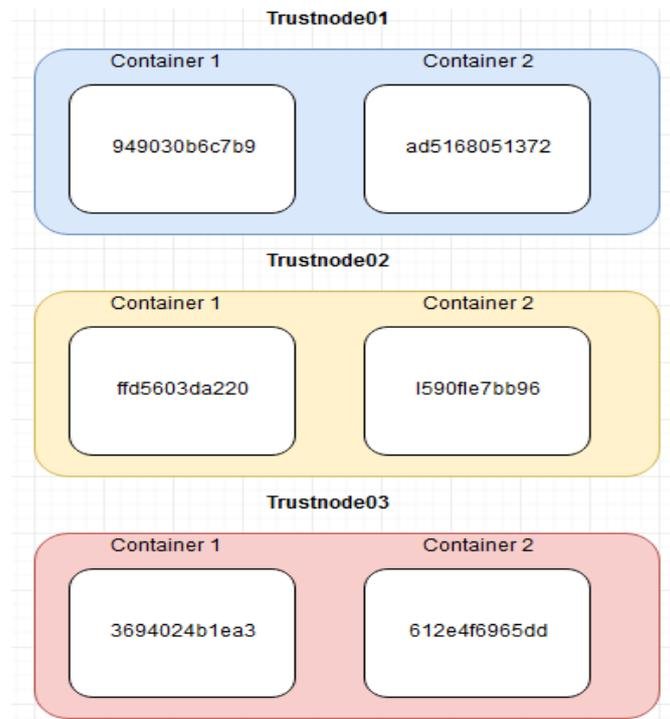 Trustnode01
Container 1 Container 2
949030b6c7b9 ad5168051372
Trustnode02
Container 1 Container 2
ffd5603da220 l590fle7bb96
Trustnode03
Container 1 Container 2
3694024b1ea3 612e4f6965dd